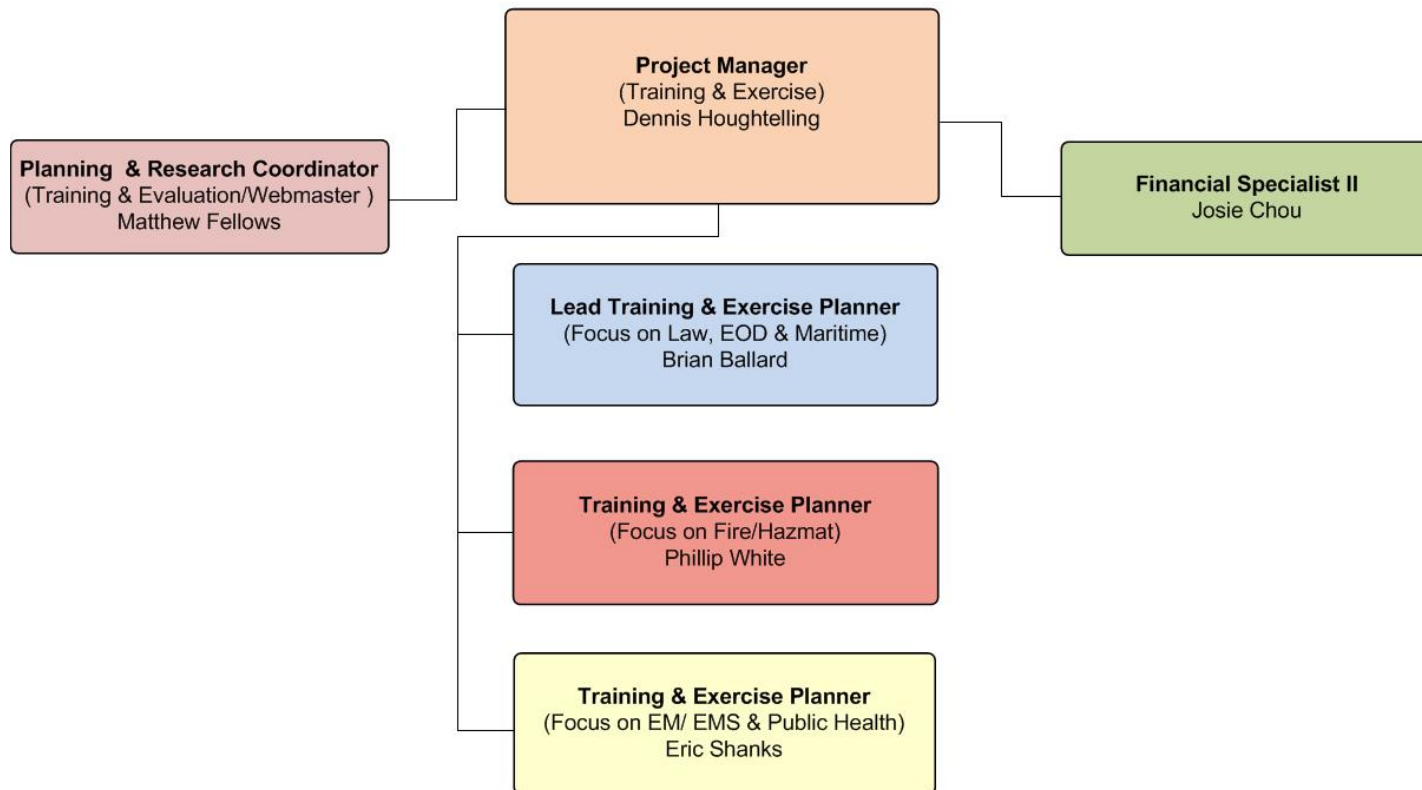 Project Manager
(Training & Exercise)
Dennis Houghtelling
Planning & Research Coordinator
(Training & Evaluation/Webmaster )
Matthew Fellows
Financial Specialist II
Josie Chou
Lead Training & Exercise Planner
(Focus on Law, EOD & Maritime)
Brian Ballard
Training & Exercise Planner
(Focus on Fire/Hazmat)
Phillip White
Training & Exercise Planner
(Focus on EM/ EMS & Public Health)
Eric Shanks